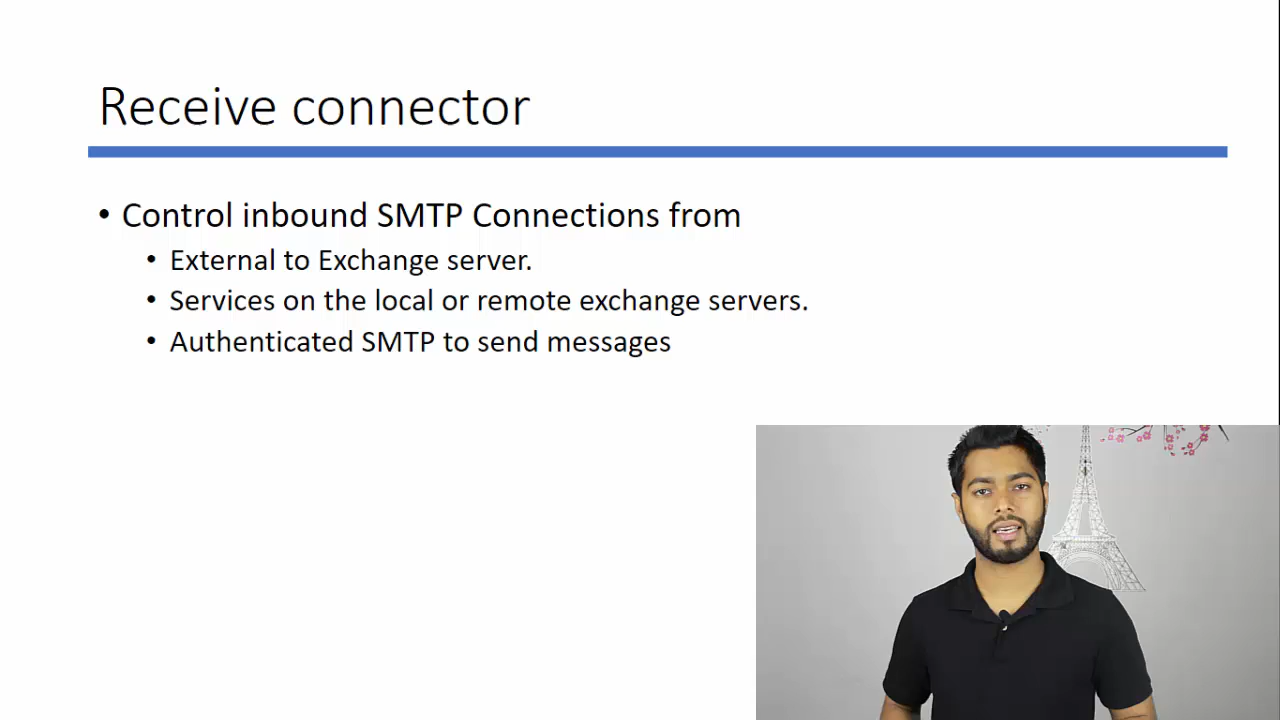 Receive connector
• Control inbound SMTP Connections from
• External to Exchange server.
• Services on the local or remote exchange servers.
• Authenticated SMTP to send messages